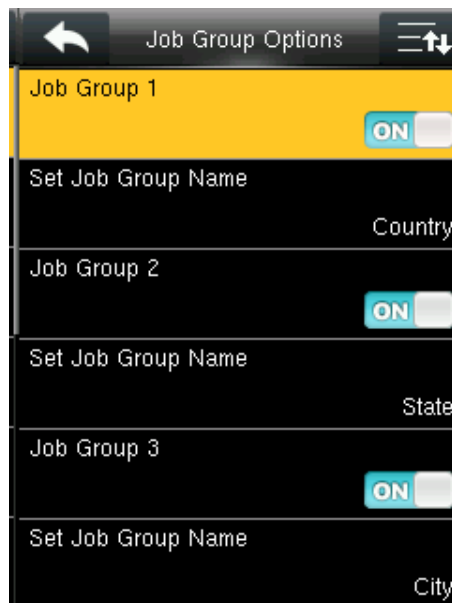 Job Group Options
Job Group 1
ON
Set Job Group Name
Country
Job Group 2
ON
Set Job Group Name
State
Job Group 3
ON
Set Job Group Name
City